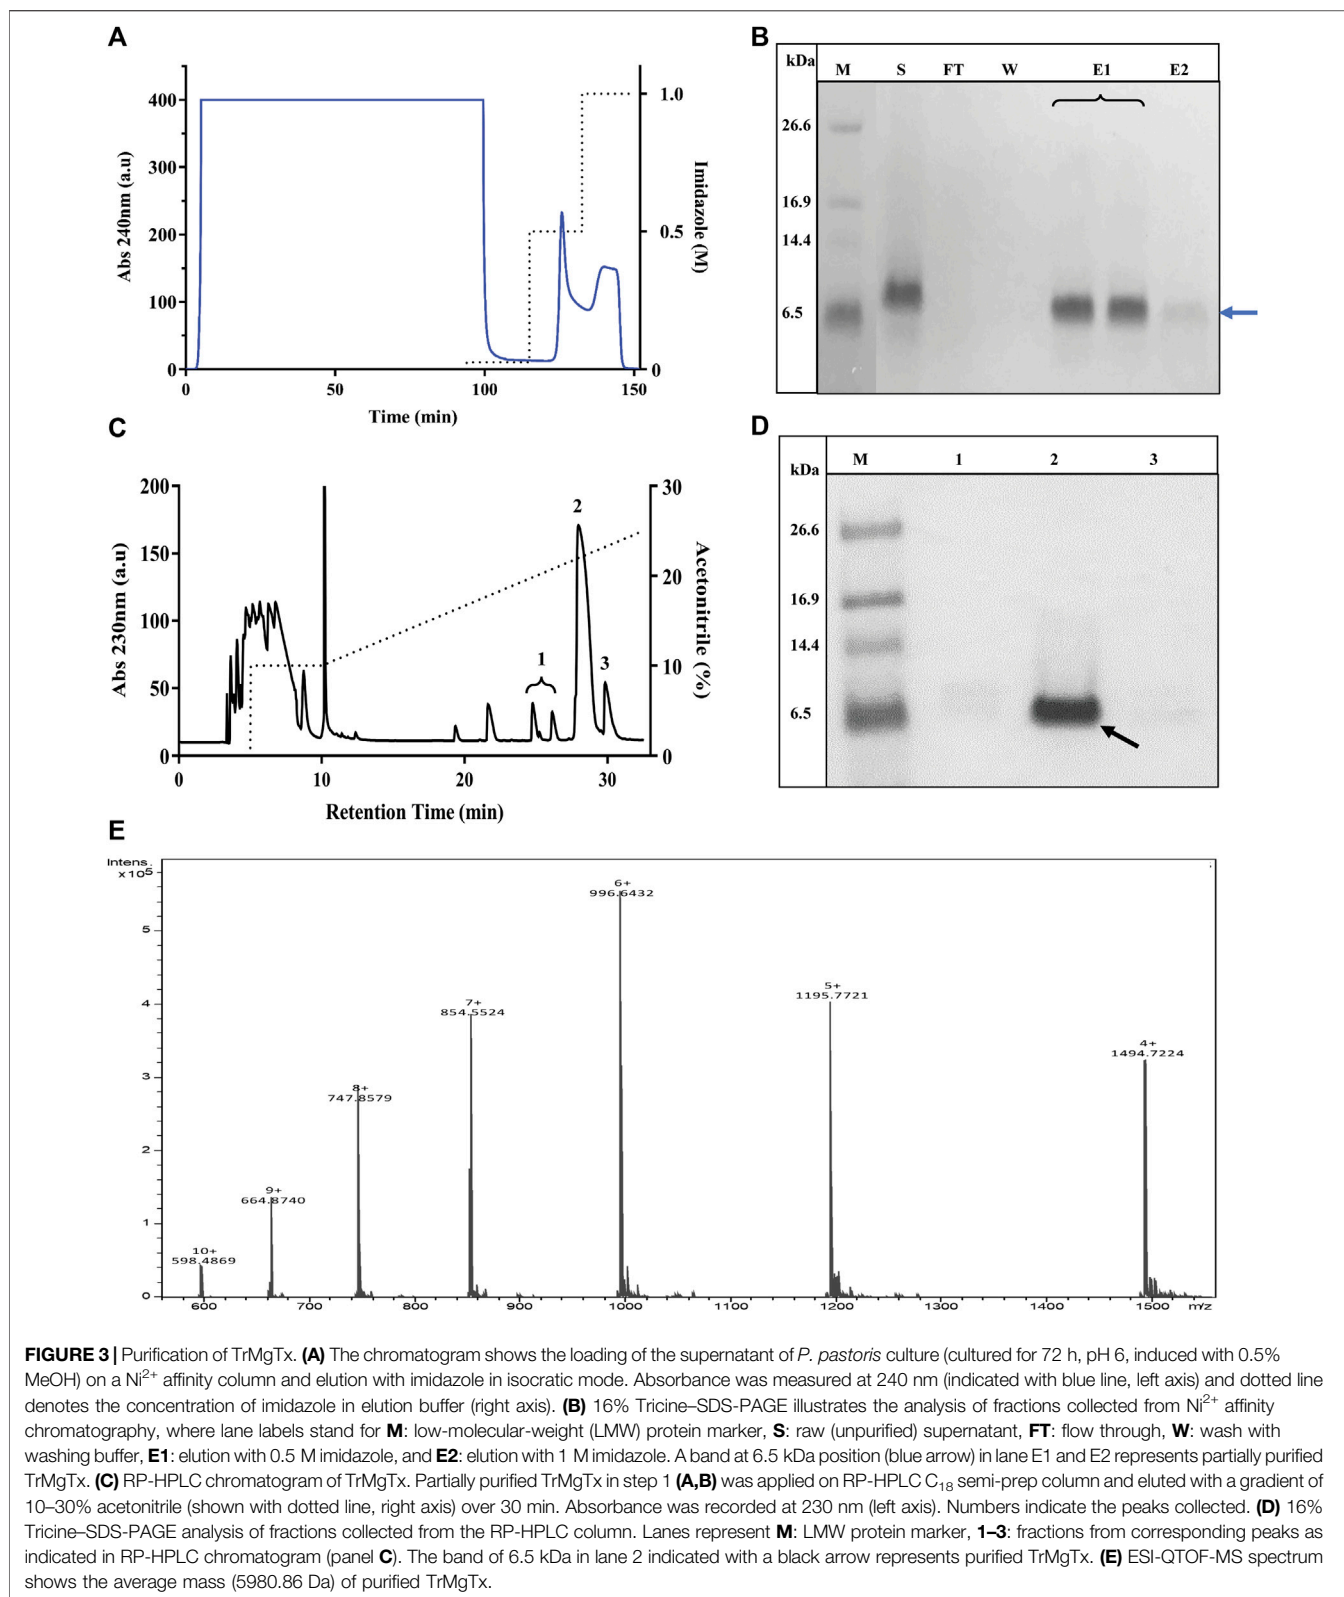 A
400
300
200
100
0
0
50
100
150
1.0
0.5
0
Abs 240nm (a.u)
Imidazole (M)
Time (min)
B
kDa
M
S
FT
W
E1
E2
26.6
16.9
14.4
6.5
C
200
150
100
50
0
30
20
10
0
0
10
20
30
1
2
3
Abs 230nm (a.u)
Acetonitrile (%)
Retention Time (min)
D
kDa
M
1
2
3
26.6
16.9
14.4
6.5
E
Intens.
x10⁵
5
4
3
2
1
0
10+
598.4869
9+
664.8740
8+
747.8579
7+
854.5524
6+
996.6432
5+
1195.7721
4+
1494.7224
600
700
800
900
1000
1100
1200
1300
1400
1500
m/z
FIGURE 3 | Purification of TrMgTx. (A) The chromatogram shows the loading of the supernatant of P. pastoris culture (cultured for 72 h, pH 6, induced with 0.5%
MeOH) on a Ni²⁺ affinity column and elution with imidazole in isocratic mode. Absorbance was measured at 240 nm (indicated with blue line, left axis) and dotted line
denotes the concentration of imidazole in elution buffer (right axis). (B) 16% Tricine–SDS-PAGE illustrates the analysis of fractions collected from Ni²⁺ affinity
chromatography, where lane labels stand for M: low-molecular-weight (LMW) protein marker, S: raw (unpurified) supernatant, FT: flow through, W: wash with
washing buffer, E1: elution with 0.5 M imidazole, and E2: elution with 1 M imidazole. A band at 6.5 kDa position (blue arrow) in lane E1 and E2 represents partially purified
TrMgTx. (C) RP-HPLC chromatogram of TrMgTx. Partially purified TrMgTx in step 1 (A,B) was applied on RP-HPLC C₁₈ semi-prep column and eluted with a gradient of
10–30% acetonitrile (shown with dotted line, right axis) over 30 min. Absorbance was recorded at 230 nm (left axis). Numbers indicate the peaks collected. (D) 16%
Tricine–SDS-PAGE analysis of fractions collected from the RP-HPLC column. Lanes represent M: LMW protein marker, 1–3: fractions from corresponding peaks as
indicated in RP-HPLC chromatogram (panel C). The band of 6.5 kDa in lane 2 indicated with a black arrow represents purified TrMgTx. (E) ESI-QTOF-MS spectrum
shows the average mass (5980.86 Da) of purified TrMgTx.